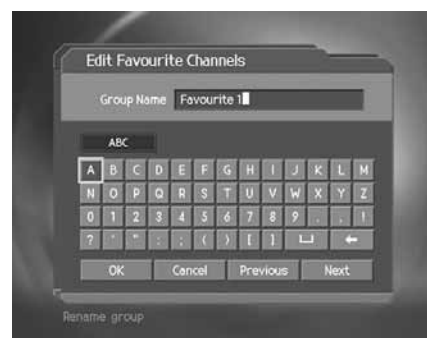 Edit Favourite Channels
Group Name Favourite 1
ABC
A B C D E F G H I J K L M
N O P Q R S T U V W X Y Z
0 1 2 3 4 5 6 7 8 9 . , !
? ' " : ; ( ) [ ] ⌴ ←
OK Cancel Previous Next
Rename group